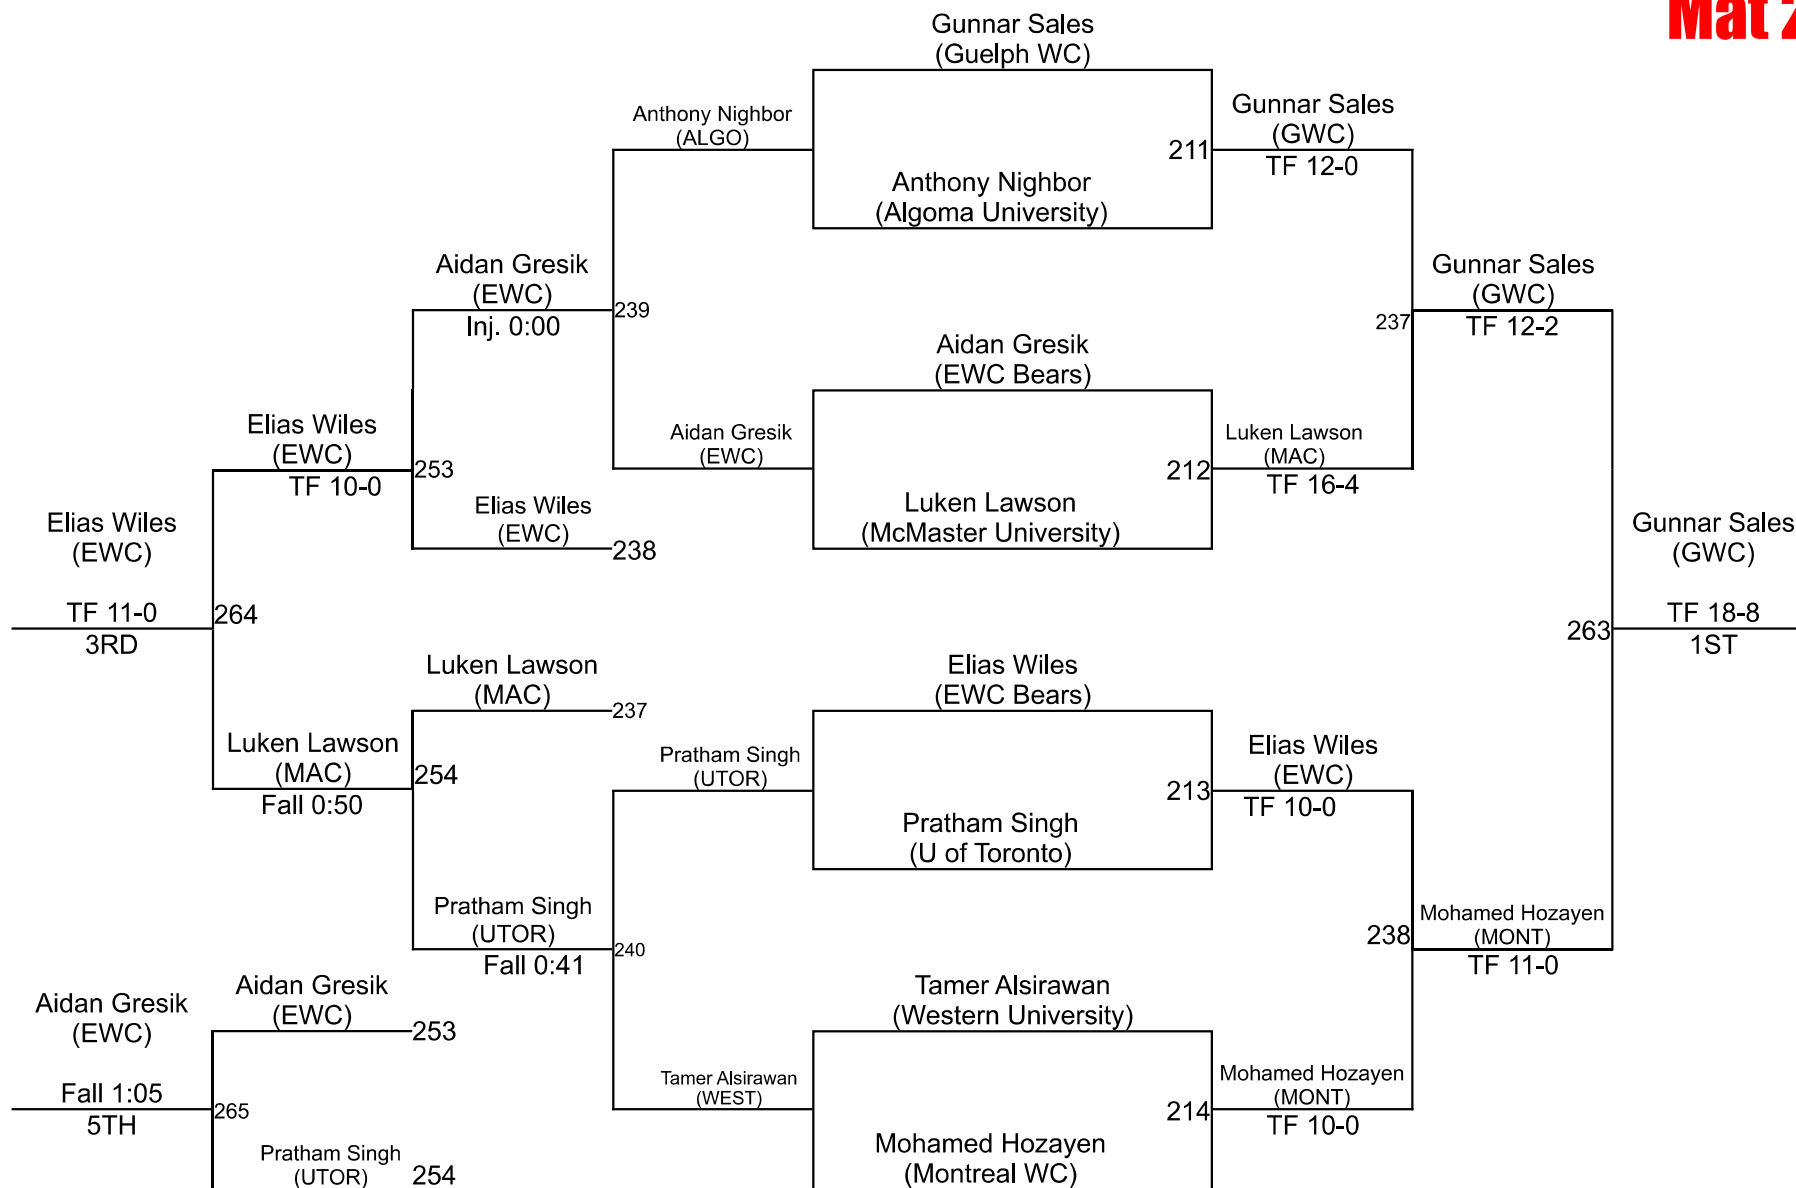 Mat 2
Gunnar Sales
(Guelph WC)
Anthony Nighbor
(ALGO)
211
Gunnar Sales
(GWC)
TF 12-0
Anthony Nighbor
(Algoma University)
Aidan Gresik
(EWC)
Inj. 0:00
239
Gunnar Sales
(GWC)
TF 12-2
237
Aidan Gresik
(EWC Bears)
Elias Wiles
(EWC)
TF 10-0
253
Aidan Gresik
(EWC)
212
Luken Lawson
(MAC)
TF 16-4
Elias Wiles
(EWC)
238
Luken Lawson
(McMaster University)
Elias Wiles
(EWC)
TF 11-0
3RD
264
Gunnar Sales
(GWC)
TF 18-8
1ST
263
Luken Lawson
(MAC)
237
Elias Wiles
(EWC Bears)
Luken Lawson
(MAC)
Fall 0:50
254
Pratham Singh
(UTOR)
213
Elias Wiles
(EWC)
TF 10-0
Pratham Singh
(U of Toronto)
Pratham Singh
(UTOR)
Fall 0:41
240
238
Mohamed Hozayen
(MONT)
TF 11-0
Aidan Gresik
(EWC)
Fall 1:05
5TH
265
Aidan Gresik
(EWC)
253
Tamer Alsirawan
(Western University)
Tamer Alsirawan
(WEST)
214
Mohamed Hozayen
(MONT)
TF 10-0
Pratham Singh
(UTOR)
254
Mohamed Hozayen
(Montreal WC)